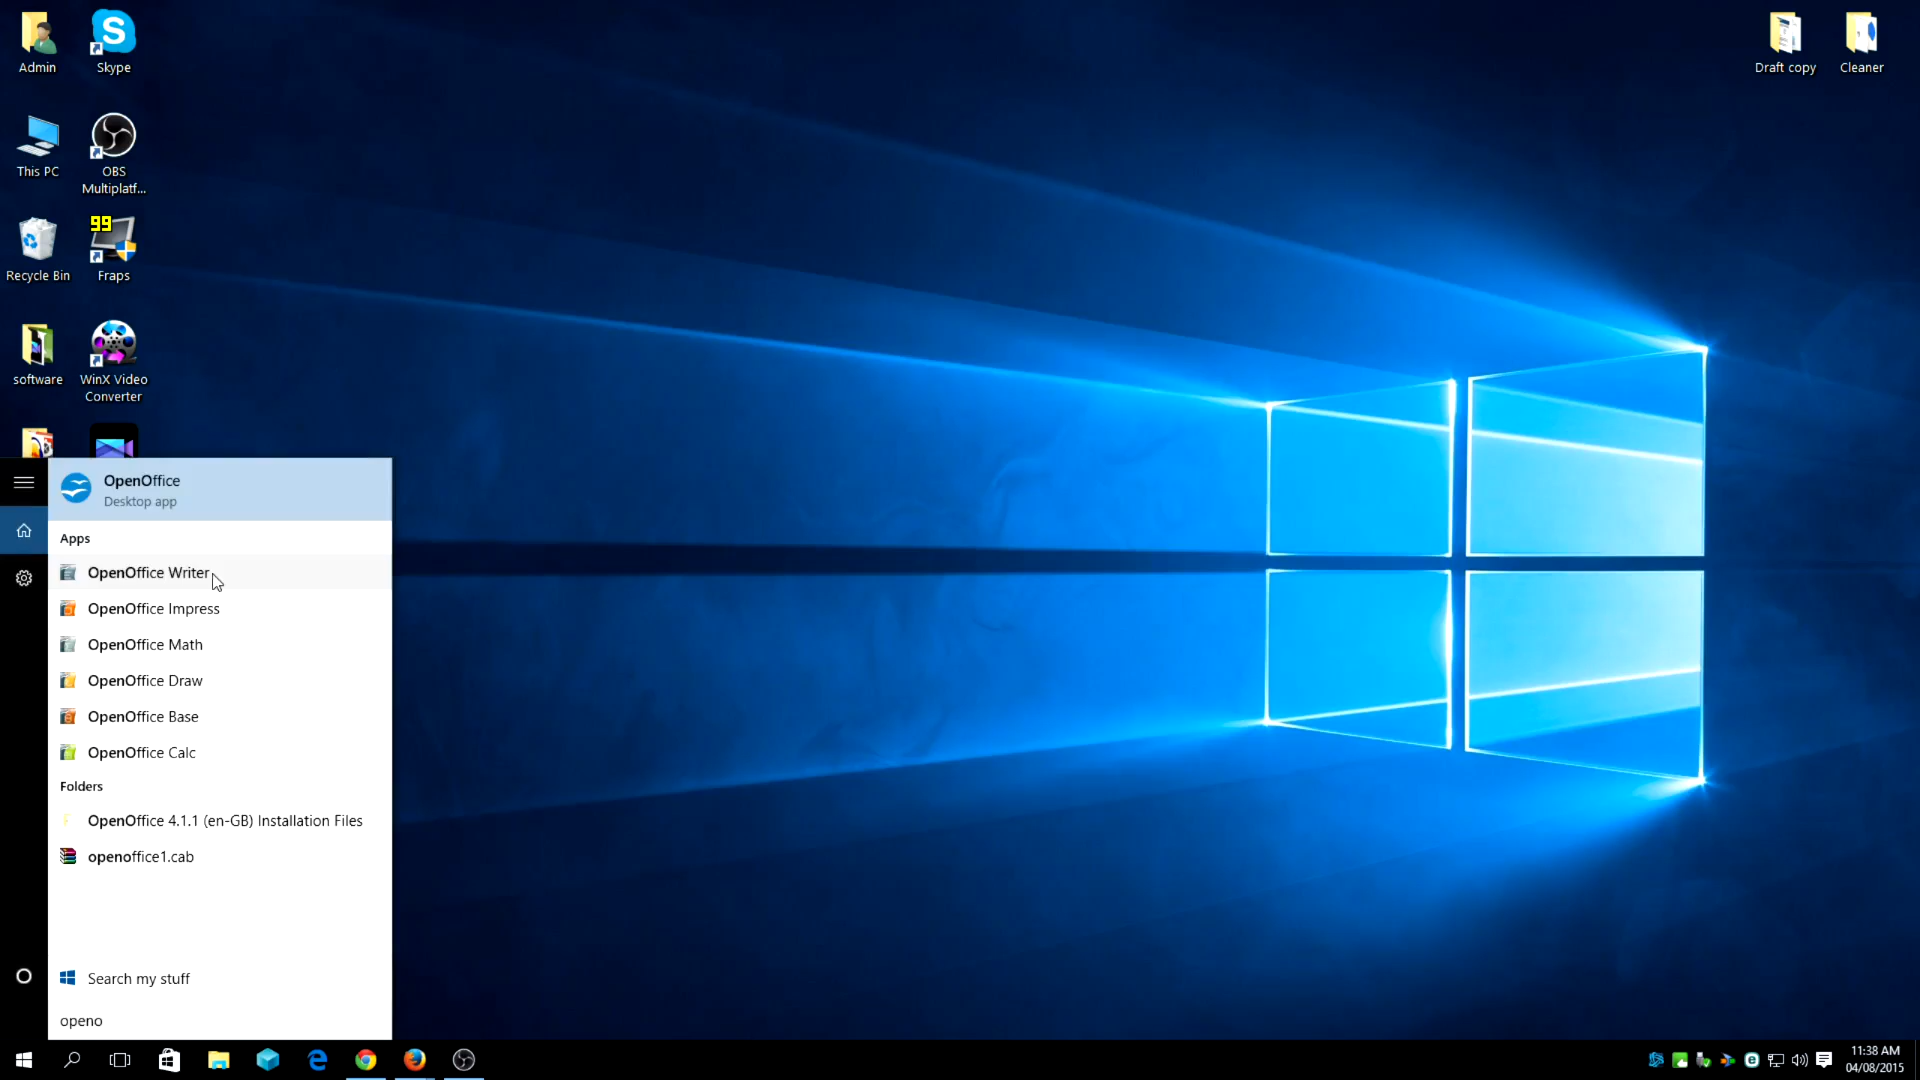 Admin
Skype
Draft copy
Cleaner
This PC
OBS
Multiplatf...
99
Recycle Bin
Fraps
software
WinX Video
Converter
OpenOffice
Desktop app
Apps
OpenOffice Writer
OpenOffice Impress
OpenOffice Math
OpenOffice Draw
OpenOffice Base
OpenOffice Calc
Folders
OpenOffice 4.1.1 (en-GB) Installation Files
openoffice1.cab
Search my stuff
openo
11:38 AM
04/08/2015